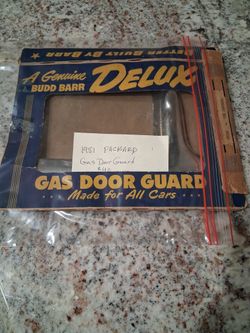 BETTER BUILT BY BARR
A Genuine
BUDD BARR
DELUX
1951 PACKARD
Gas Door Guard
GAS DOOR GUARD
Made for All Cars